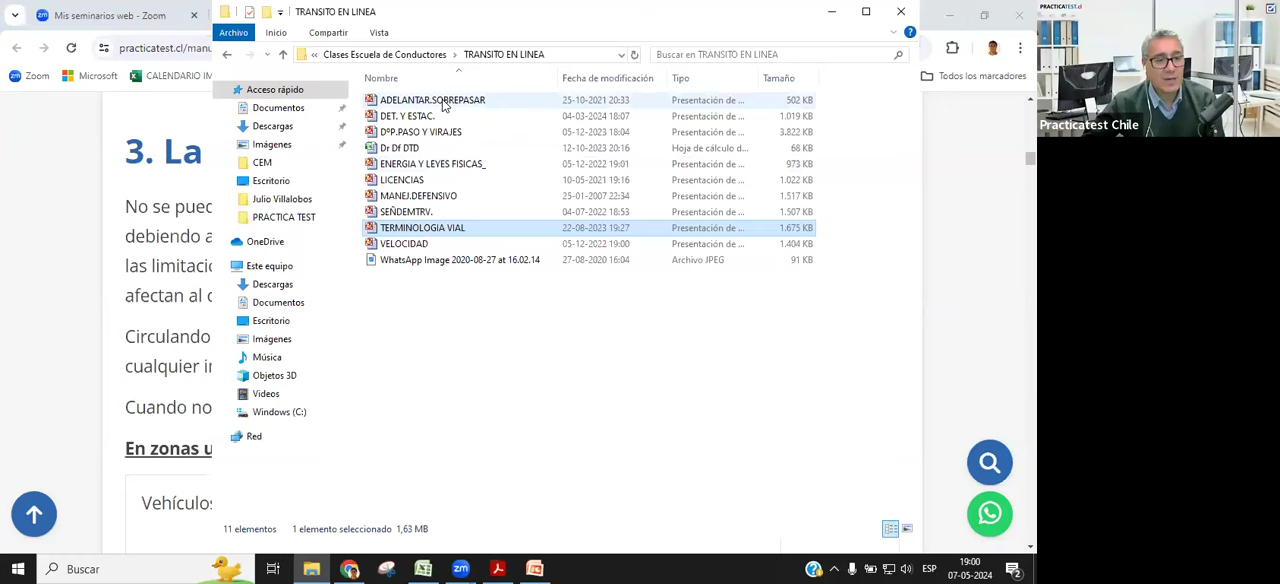 Mis seminarios web - Zoom
TRANSITO EN LINEA
PRACTICATEST.cl
Archivo
Inicio
Compartir
Vista
practicatest.cl/manu
« Clases Escuela de Conductores > TRANSITO EN LINEA
Buscar en TRANSITO EN LINEA
Zoom
Microsoft
CALENDARIO IM
Todos los marcadores
Nombre
Fecha de modificación
Tipo
Tamaño
Acceso rápido
Documentos
Descargas
Imágenes
CEM
Escritorio
Julio Villalobos
PRACTICA TEST
OneDrive
Este equipo
Descargas
Documentos
Escritorio
Imágenes
Música
Objetos 3D
Videos
Windows (C:)
Red
ADELANTAR.SOBREPASAR 25-10-2021 20:33 Presentación de ... 502 KB
DET. Y ESTAC. 04-03-2024 18:07 Presentación de ... 1.019 KB
DºP.PASO Y VIRAJES 05-12-2023 18:04 Presentación de ... 3.822 KB
Dr Df DTD 12-10-2023 20:16 Hoja de cálculo d... 68 KB
ENERGIA Y LEYES FISICAS_ 05-12-2022 19:01 Presentación de ... 973 KB
LICENCIAS 10-05-2021 19:16 Presentación de ... 1.022 KB
MANEJ.DEFENSIVO 25-01-2007 22:34 Presentación de ... 1.517 KB
SEÑDEMTRV. 04-07-2022 18:53 Presentación de ... 1.507 KB
TERMINOLOGIA VIAL 22-08-2023 19:27 Presentación de ... 1.675 KB
VELOCIDAD 05-12-2022 19:00 Presentación de ... 1.404 KB
WhatsApp Image 2020-08-27 at 16.02.14 27-08-2020 16:04 Archivo JPEG 91 KB
3. La
No se pued
debiendo a
las limitació
afectan al c
Circulando
cualquier in
Cuando no
En zonas u
Vehículos
11 elementos
1 elemento seleccionado 1,63 MB
Practicatest Chile
Buscar
ESP
19:00
07-05-2024
2